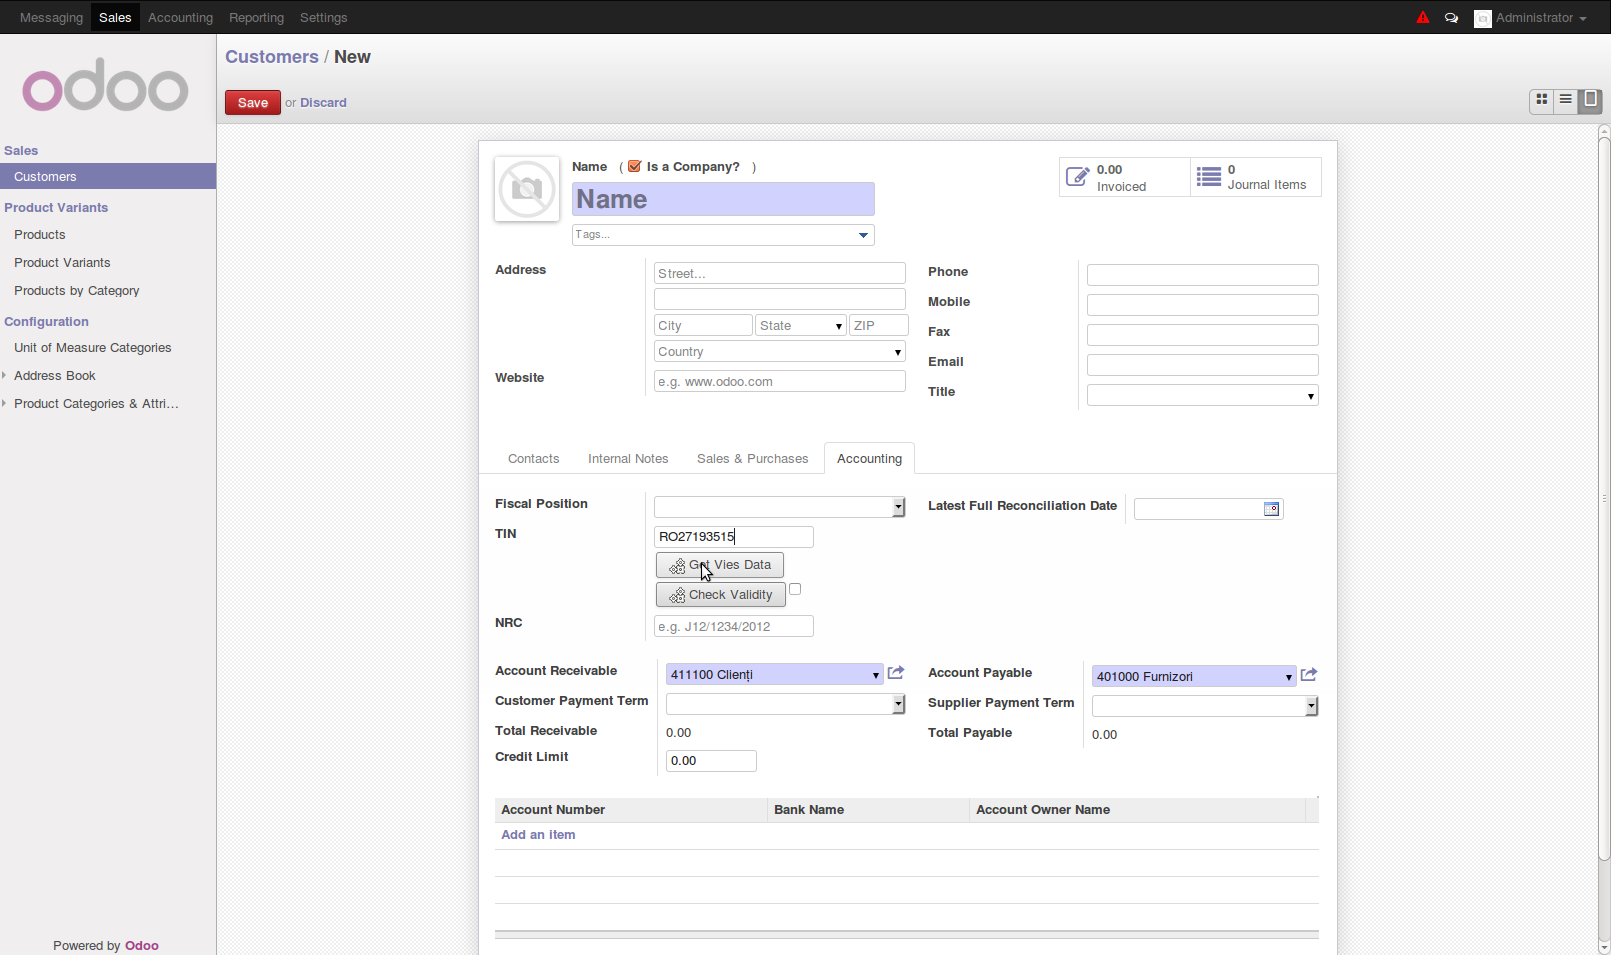 Messaging Sales Accounting Reporting Settings Administrator
odoo
Customers / New
Save or Discard
Sales
Customers
Product Variants
Products
Product Variants
Products by Category
Configuration
Unit of Measure Categories
Address Book
Product Categories & Attri...
Powered by Odoo
Name ( Is a Company? )
Name
Tags...
0.00
Invoiced
0
Journal Items
Address
Street...
City State ZIP
Country
Website e.g. www.odoo.com
Phone
Mobile
Fax
Email
Title
Contacts Internal Notes Sales & Purchases Accounting
Fiscal Position
Latest Full Reconciliation Date
TIN RO27193515
Get Vies Data
Check Validity
NRC e.g. J12/1234/2012
Account Receivable 411100 Clienți
Customer Payment Term
Total Receivable 0.00
Credit Limit 0.00
Account Payable 401000 Furnizori
Supplier Payment Term
Total Payable 0.00
Account Number Bank Name Account Owner Name
Add an item